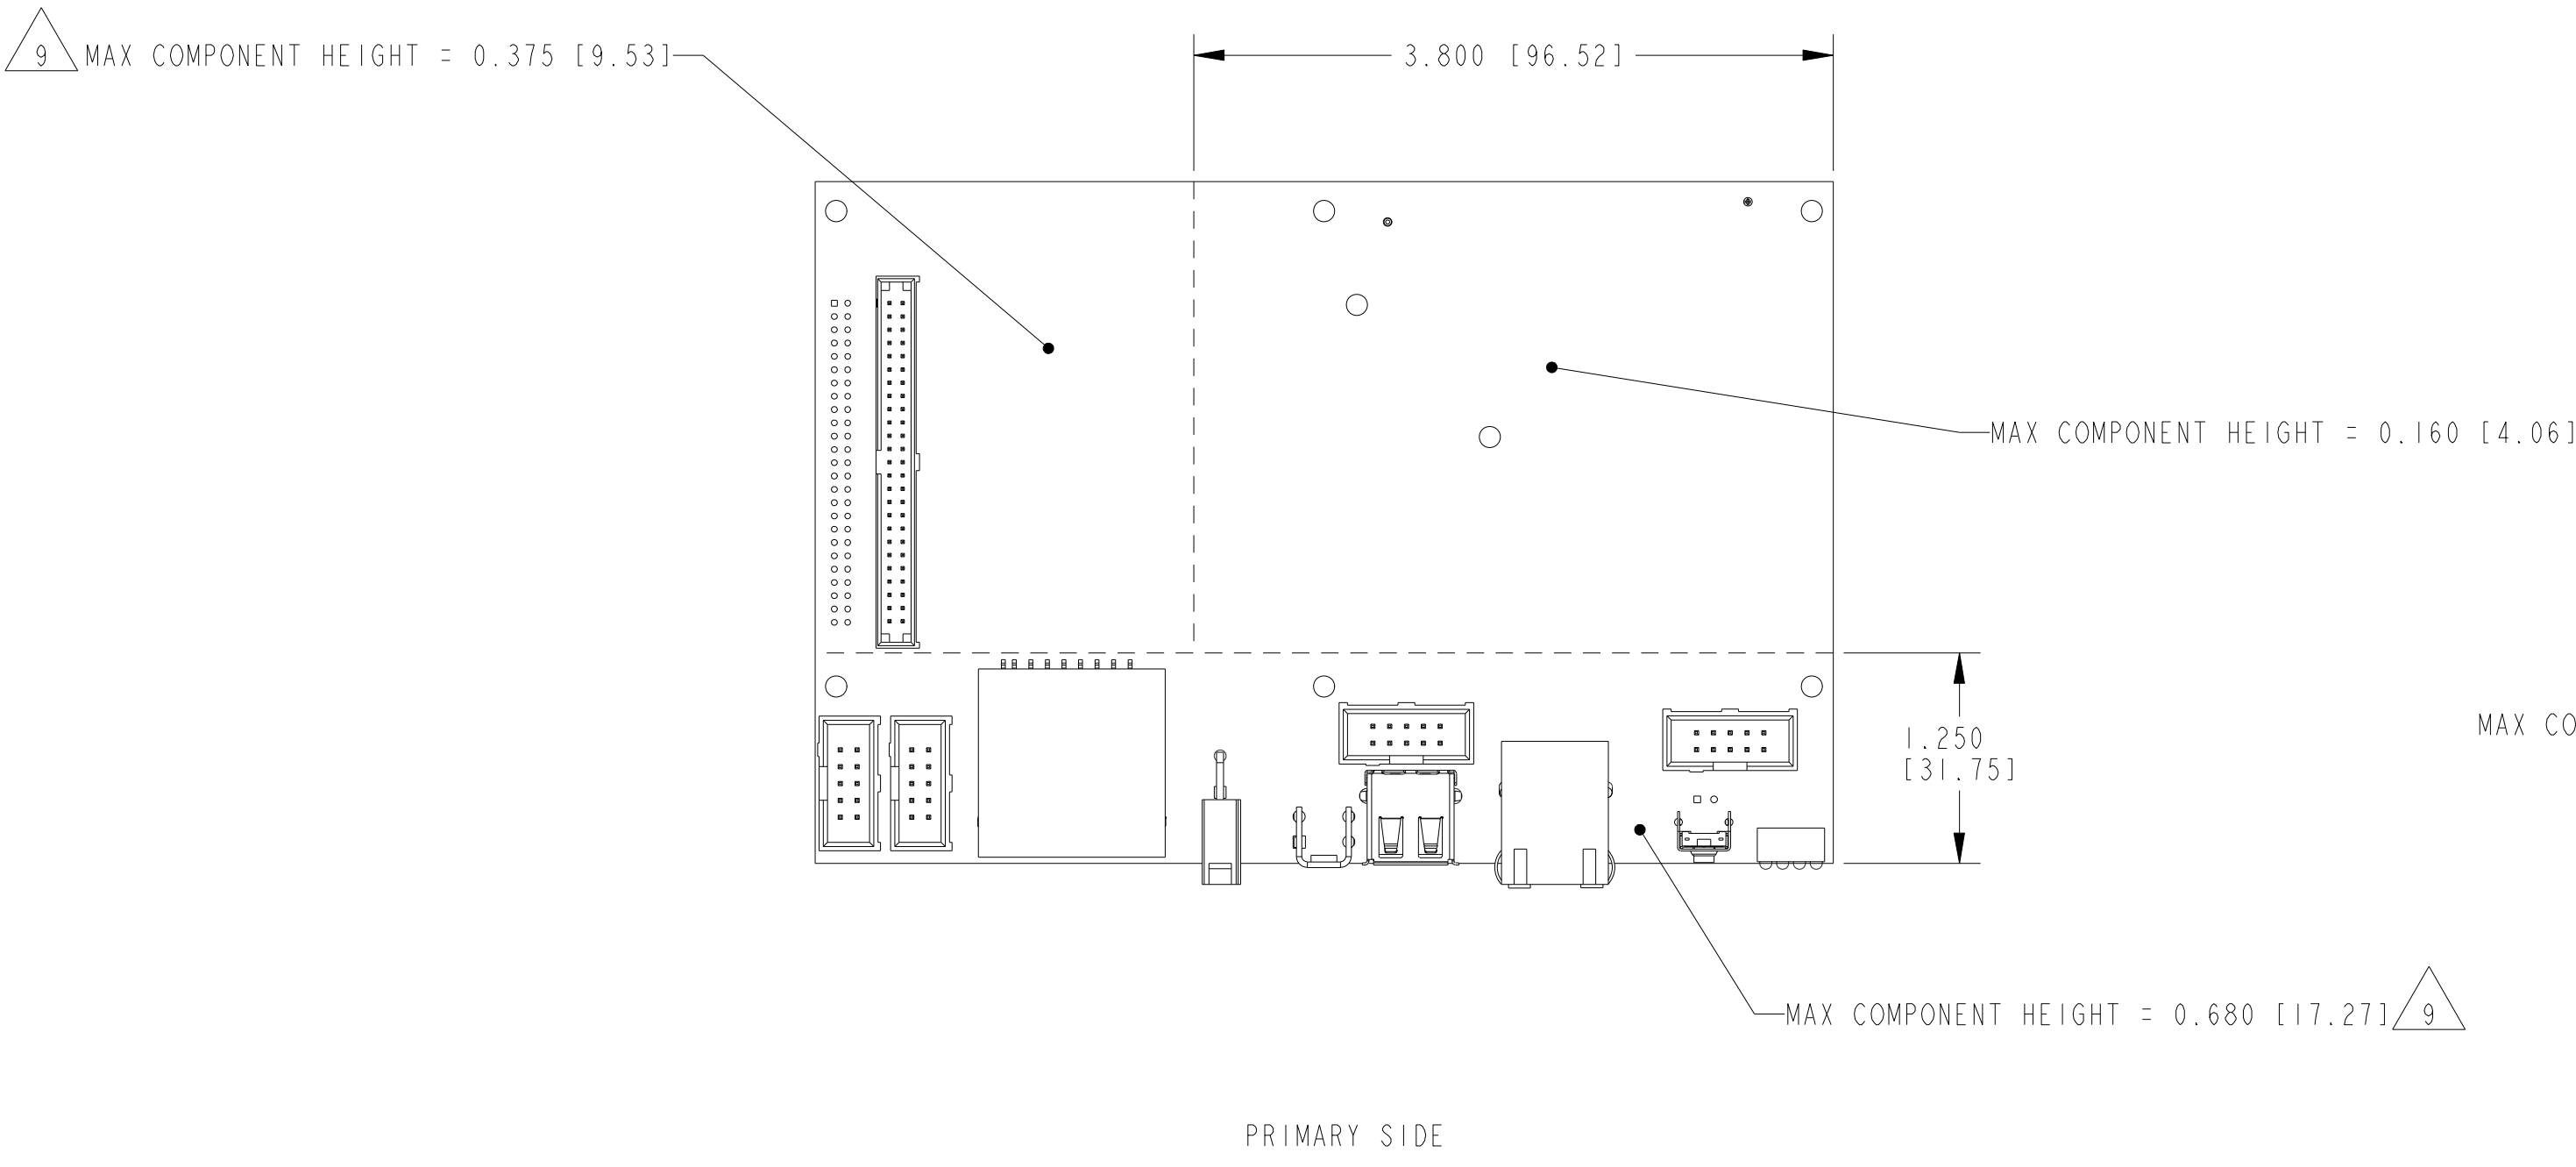 9 MAX COMPONENT HEIGHT = 0.375 [9.53]
3.800 [96.52]
MAX COMPONENT HEIGHT = 0.160 [4.06]
1.250
[31.75]
MAX CO
MAX COMPONENT HEIGHT = 0.680 [17.27] 9
PRIMARY SIDE